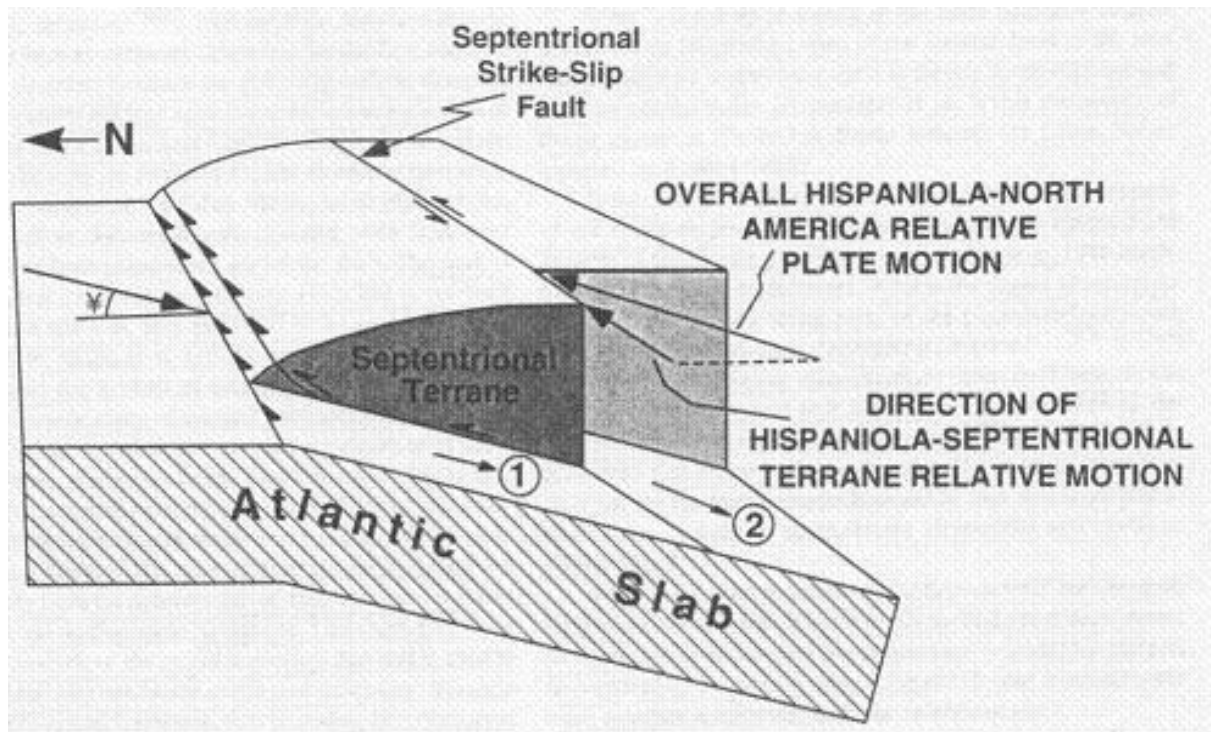 Septentrional
Strike-Slip
Fault
N
OVERALL HISPANIOLA-NORTH
AMERICA RELATIVE
PLATE MOTION
¥
Septentrional
Terrane
DIRECTION OF
HISPANIOLA-SEPTENTRIONAL
TERRANE RELATIVE MOTION
1
2
Atlantic
Slab